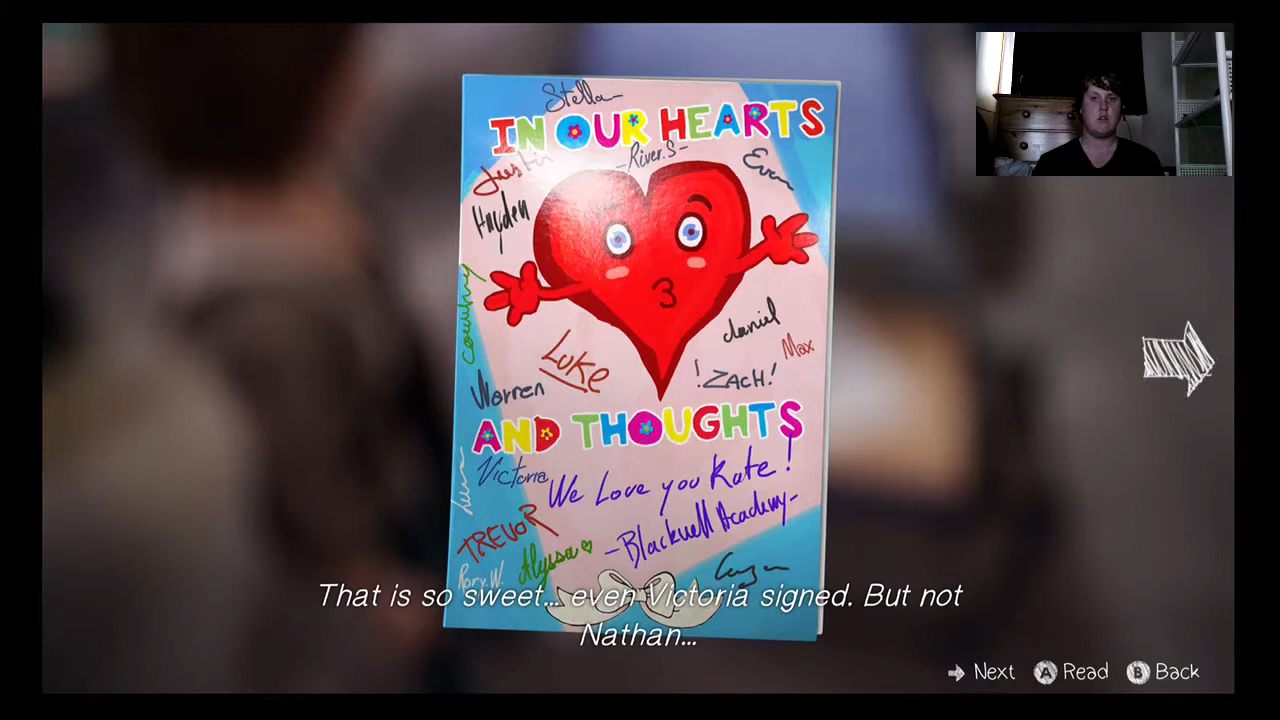 Stella
IN OUR HEARTS
-River.S-
Justin
Evan
Hayden
Courtney
daniel
Max
Luke
!ZACH!
Warren
AND THOUGHTS
Victoria
We Love you Kate!
TREVOR
-Blackwell Academy-
Alyssa
Rory.W.
That is so sweet... even Victoria signed. But not
Nathan...
Next
A Read
B Back